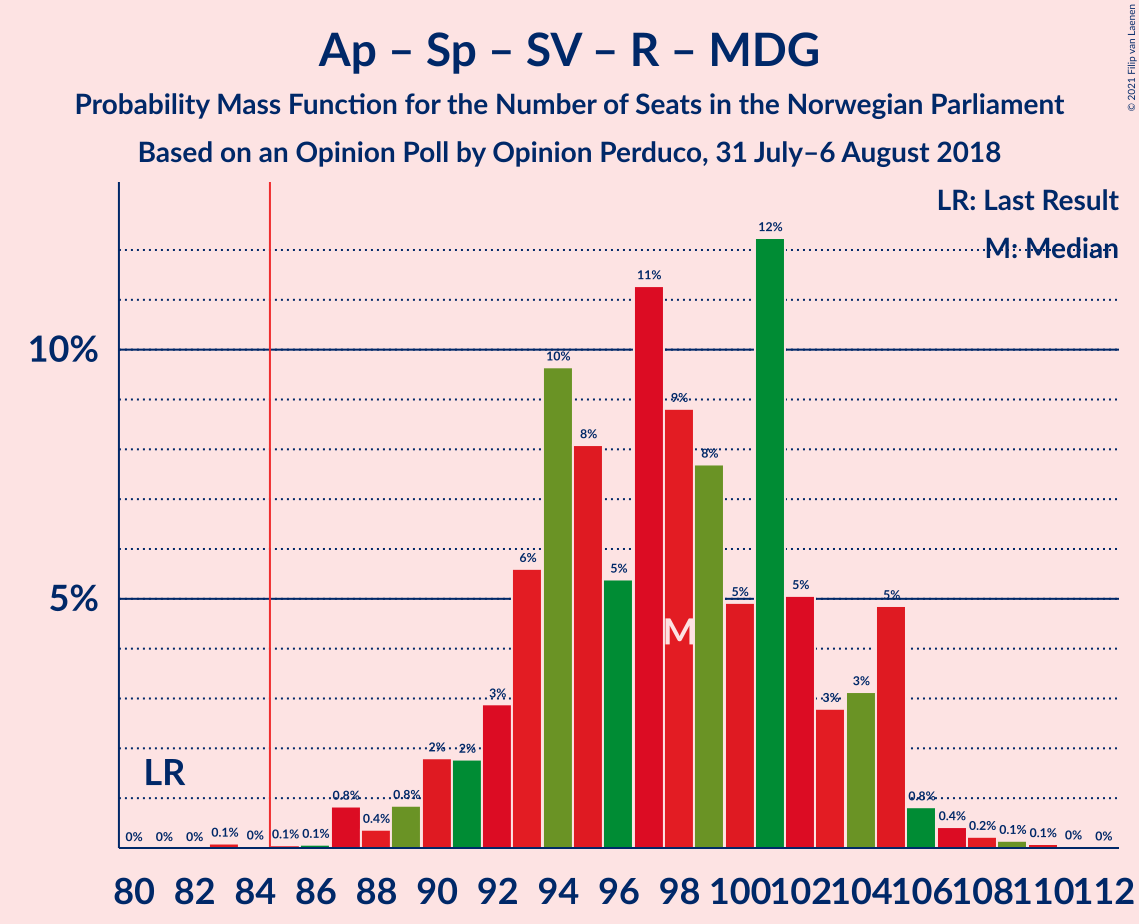 Ap – Sp – SV – R – MDG
Probability Mass Function for the Number of Seats in the Norwegian Parliament
Based on an Opinion Poll by Opinion Perduco, 31 July–6 August 2018
© 2021 Filip van Laenen
LR: Last Result
M: Median
10%
5%
LR
M
0% 0% 0% 0.1% 0% 0.1% 0.1% 0.8% 0.4% 0.8% 2% 2% 3% 6% 10% 8% 5% 11% 9% 8% 5% 12% 5% 3% 3% 5% 0.8% 0.4% 0.2% 0.1% 0.1% 0% 0%
80 82 84 86 88 90 92 94 96 98 100 102 104 106 108 110 112